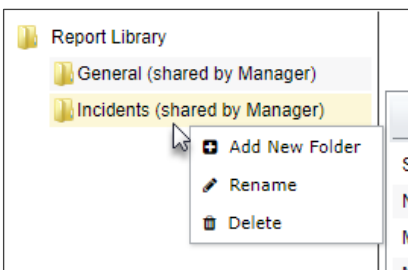 Report Library
General (shared by Manager)
Incidents (shared by Manager)
Add New Folder
Rename
Delete